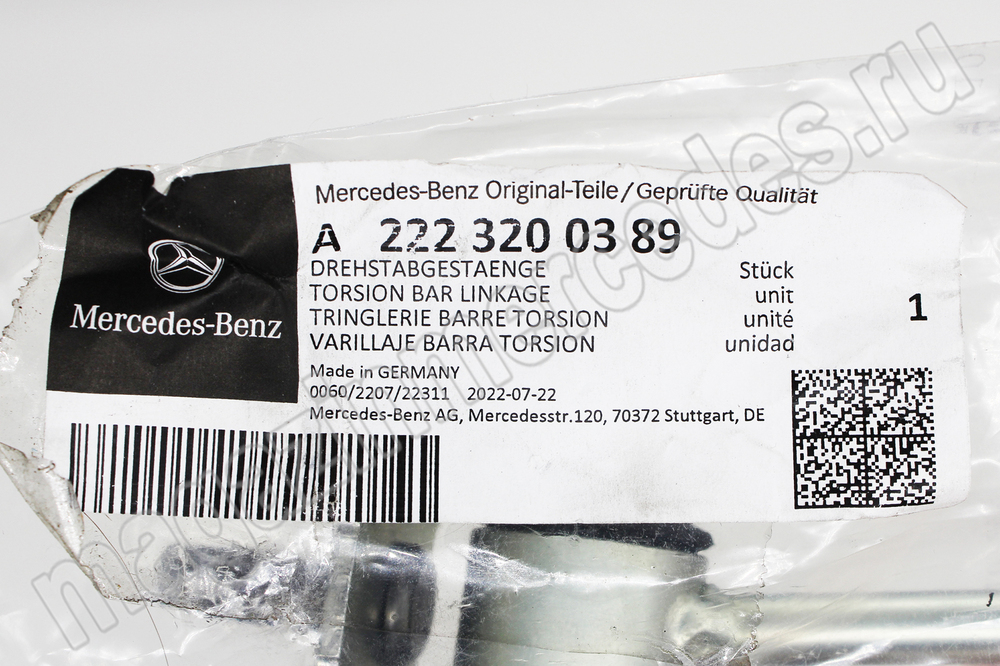 Mercedes-Benz Original-Teile/Geprüfte Qualität
A 222 320 03 89
DREHSTABGESTAENGE Stück
TORSION BAR LINKAGE unit
TRINGLERIE BARRE TORSION unité
VARILLAJE BARRA TORSION unidad
1
Mercedes-Benz
Made in GERMANY
0060/2207/22311 2022-07-22
Mercedes-Benz AG, Mercedesstr.120, 70372 Stuttgart, DE
magazinmercedes.ru